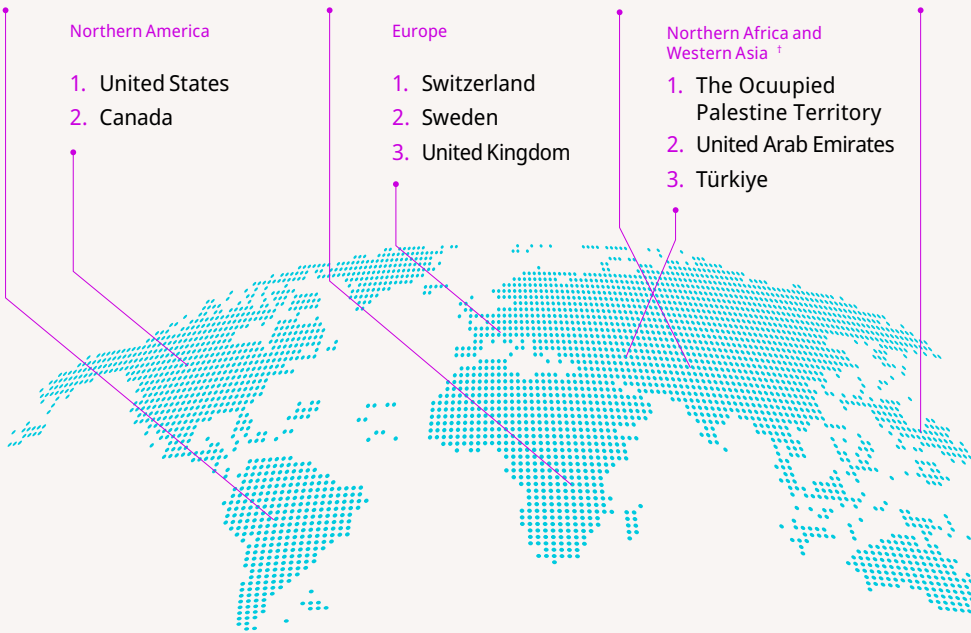 Northern America
1. United States
2. Canada
Europe
1. Switzerland
2. Sweden
3. United Kingdom
Northern Africa and
Western Asia †
1. The Ocuupied
Palestine Territory
2. United Arab Emirates
3. Türkiye